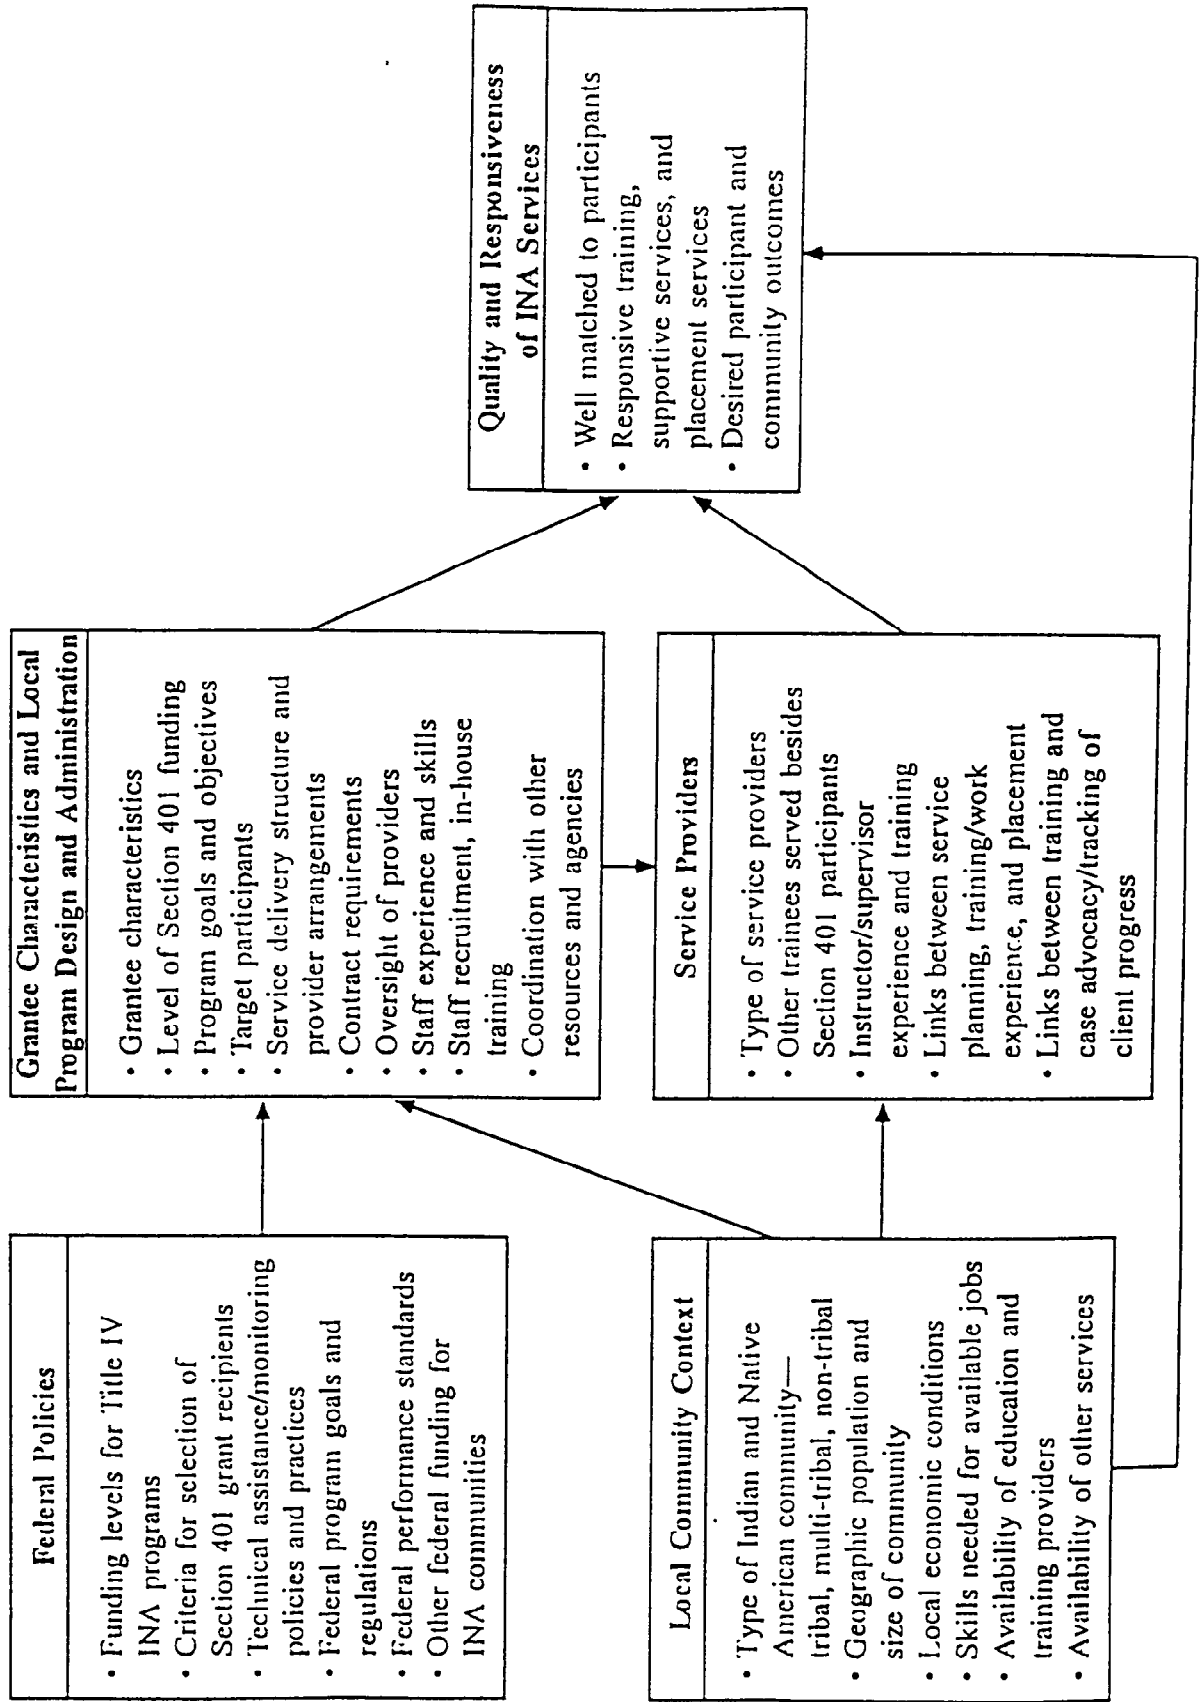 Federal Policies
• Funding levels for Title IV
INA programs
• Criteria for selection of
Section 401 grant recipients
• Technical assistance/monitoring
policies and practices
• Federal program goals and
regulations
• Federal performance standards
• Other federal funding for
INA communities
Local Community Context
• Type of Indian and Native
American community—
tribal, multi-tribal, non-tribal
• Geographic population and
size of community
• Local economic conditions
• Skills needed for available jobs
• Availability of education and
training providers
• Availability of other services
Grantee Characteristics and Local
Program Design and Administration
• Grantee characteristics
• Level of Section 401 funding
• Program goals and objectives
• Target participants
• Service delivery structure and
provider arrangements
• Contract requirements
• Oversight of providers
• Staff experience and skills
• Staff recruitment, in-house
training
• Coordination with other
resources and agencies
Service Providers
• Type of service providers
• Other trainees served besides
Section 401 participants
• Instructor/supervisor
experience and training
• Links between service
planning, training/work
experience, and placement
• Links between training and
case advocacy/tracking of
client progress
Quality and Responsiveness
of INA Services
• Well matched to participants
• Responsive training,
supportive services, and
placement services
• Desired participant and
community outcomes